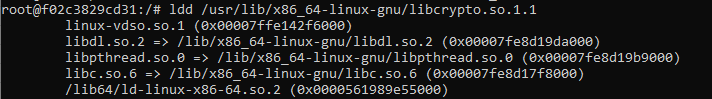 root@f02c3829cd31:/# ldd /usr/lib/x86_64-linux-gnu/libcrypto.so.1.1
linux-vdso.so.1 (0x00007ffe142f6000)
libdl.so.2 => /lib/x86_64-linux-gnu/libdl.so.2 (0x00007fe8d19da000)
libpthread.so.0 => /lib/x86_64-linux-gnu/libpthread.so.0 (0x00007fe8d19b9000)
libc.so.6 => /lib/x86_64-linux-gnu/libc.so.6 (0x00007fe8d17f8000)
/lib64/ld-linux-x86-64.so.2 (0x0000561989e55000)